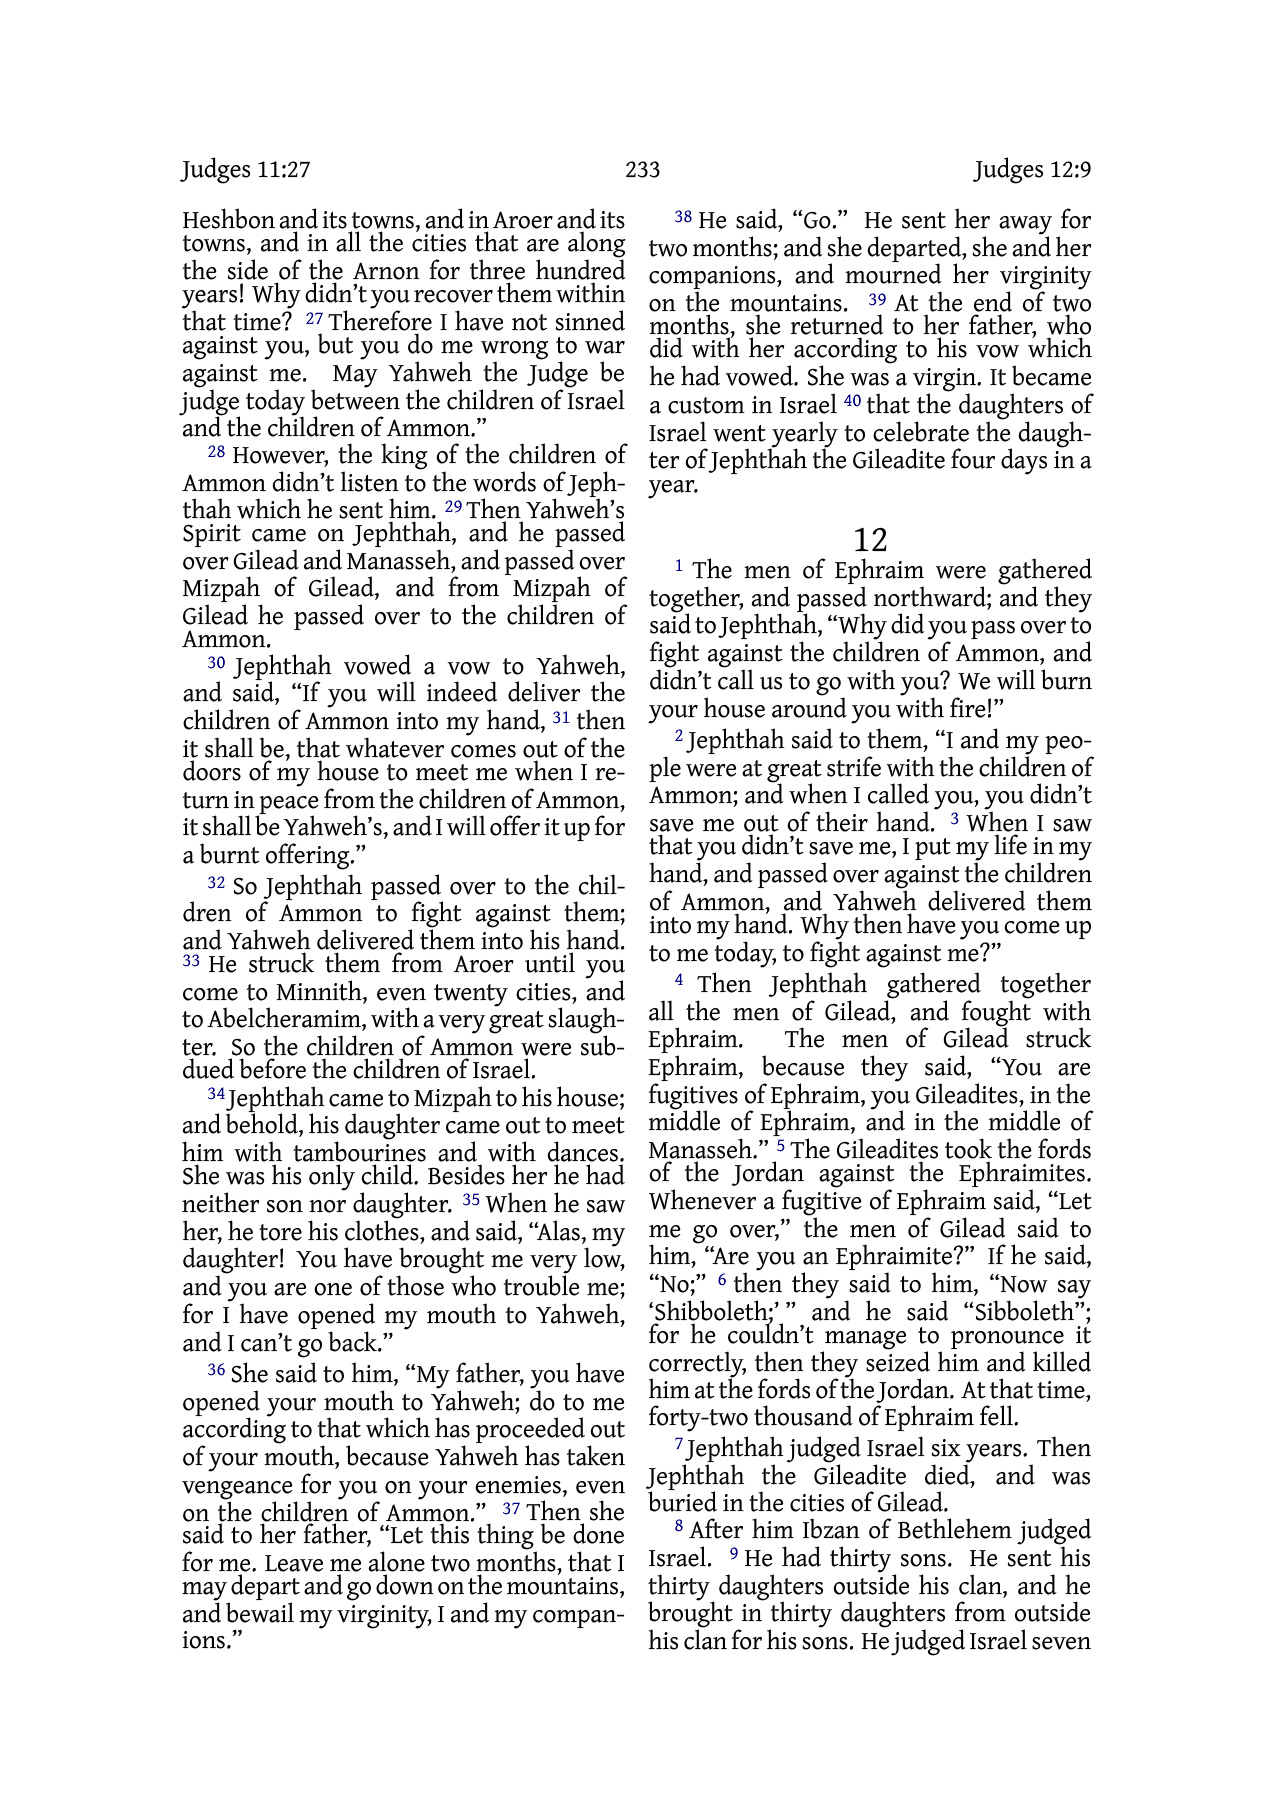 Judges 11:27 233 Judges 12:9
Heshbon and its towns, and in Aroer and its
towns, and in all the cities that are along
the side of the Arnon for three hundred
years! Why didn’t you recover them within
that time? 27 Therefore I have not sinned
against you, but you do me wrong to war
against me. May Yahweh the Judge be
judge today between the children of Israel
and the children of Ammon.”
28 However, the king of the children of
Ammon didn’t listen to the words of Jeph-
thah which he sent him. 29 Then Yahweh’s
Spirit came on Jephthah, and he passed
over Gilead and Manasseh, and passed over
Mizpah of Gilead, and from Mizpah of
Gilead he passed over to the children of
Ammon.
30 Jephthah vowed a vow to Yahweh,
and said, “If you will indeed deliver the
children of Ammon into my hand, 31 then
it shall be, that whatever comes out of the
doors of my house to meet me when I re-
turn in peace from the children of Ammon,
it shall be Yahweh’s, and I will offer it up for
a burnt offering.”
32 So Jephthah passed over to the chil-
dren of Ammon to fight against them;
and Yahweh delivered them into his hand.
33 He struck them from Aroer until you
come to Minnith, even twenty cities, and
to Abelcheramim, with a very great slaugh-
ter. So the children of Ammon were sub-
dued before the children of Israel.
34 Jephthah came to Mizpah to his house;
and behold, his daughter came out to meet
him with tambourines and with dances.
She was his only child. Besides her he had
neither son nor daughter. 35 When he saw
her, he tore his clothes, and said, “Alas, my
daughter! You have brought me very low,
and you are one of those who trouble me;
for I have opened my mouth to Yahweh,
and I can’t go back.”
36 She said to him, “My father, you have
opened your mouth to Yahweh; do to me
according to that which has proceeded out
of your mouth, because Yahweh has taken
vengeance for you on your enemies, even
on the children of Ammon.” 37 Then she
said to her father, “Let this thing be done
for me. Leave me alone two months, that I
may depart and go down on the mountains,
and bewail my virginity, I and my compan-
ions.”
38 He said, “Go.” He sent her away for
two months; and she departed, she and her
companions, and mourned her virginity
on the mountains. 39 At the end of two
months, she returned to her father, who
did with her according to his vow which
he had vowed. She was a virgin. It became
a custom in Israel 40 that the daughters of
Israel went yearly to celebrate the daugh-
ter of Jephthah the Gileadite four days in a
year.
12
1 The men of Ephraim were gathered
together, and passed northward; and they
said to Jephthah, “Why did you pass over to
fight against the children of Ammon, and
didn’t call us to go with you? We will burn
your house around you with fire!”
2 Jephthah said to them, “I and my peo-
ple were at great strife with the children of
Ammon; and when I called you, you didn’t
save me out of their hand. 3 When I saw
that you didn’t save me, I put my life in my
hand, and passed over against the children
of Ammon, and Yahweh delivered them
into my hand. Why then have you come up
to me today, to fight against me?”
4 Then Jephthah gathered together
all the men of Gilead, and fought with
Ephraim. The men of Gilead struck
Ephraim, because they said, “You are
fugitives of Ephraim, you Gileadites, in the
middle of Ephraim, and in the middle of
Manasseh.” 5 The Gileadites took the fords
of the Jordan against the Ephraimites.
Whenever a fugitive of Ephraim said, “Let
me go over,” the men of Gilead said to
him, “Are you an Ephraimite?” If he said,
“No;” 6 then they said to him, “Now say
‘Shibboleth;’ ” and he said “Sibboleth”;
for he couldn’t manage to pronounce it
correctly, then they seized him and killed
him at the fords of the Jordan. At that time,
forty-two thousand of Ephraim fell.
7 Jephthah judged Israel six years. Then
Jephthah the Gileadite died, and was
buried in the cities of Gilead.
8 After him Ibzan of Bethlehem judged
Israel. 9 He had thirty sons. He sent his
thirty daughters outside his clan, and he
brought in thirty daughters from outside
his clan for his sons. He judged Israel seven